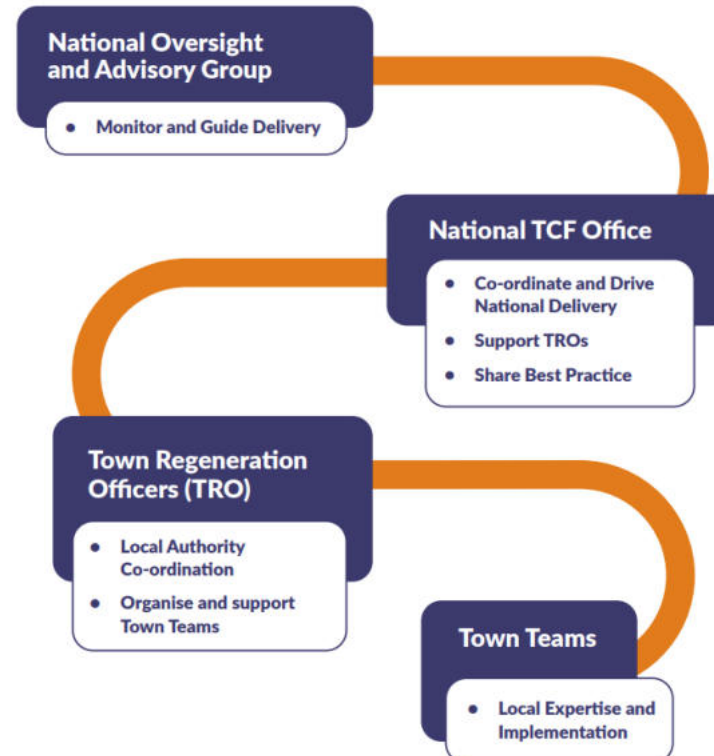 National Oversight
and Advisory Group
• Monitor and Guide Delivery
National TCF Office
• Co-ordinate and Drive
National Delivery
• Support TROs
• Share Best Practice
Town Regeneration
Officers (TRO)
• Local Authority
Co-ordination
• Organise and support
Town Teams
Town Teams
• Local Expertise and
Implementation